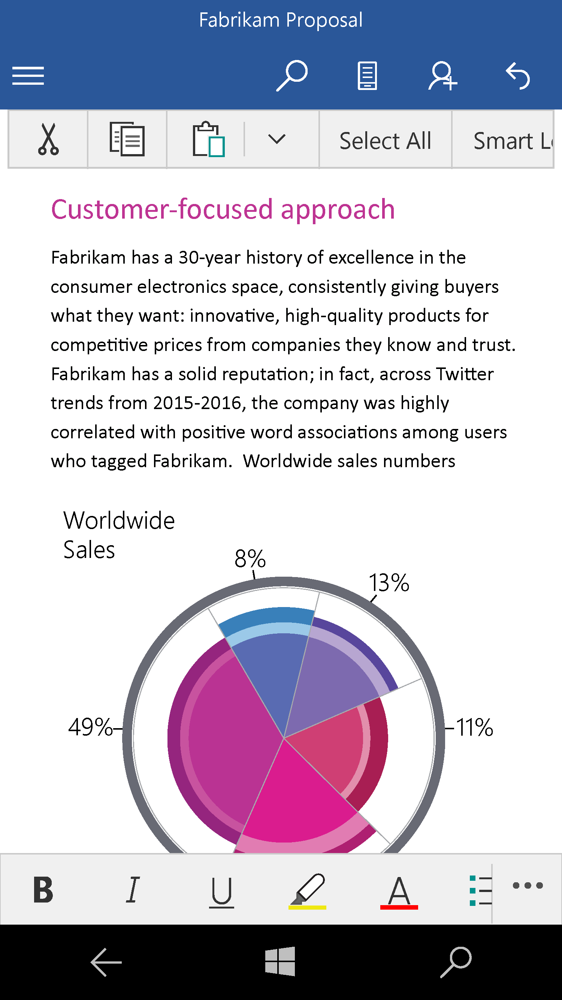 Fabrikam Proposal
Select All
Smart L
Customer-focused approach
Fabrikam has a 30-year history of excellence in the
consumer electronics space, consistently giving buyers
what they want: innovative, high-quality products for
competitive prices from companies they know and trust.
Fabrikam has a solid reputation; in fact, across Twitter
trends from 2015-2016, the company was highly
correlated with positive word associations among users
who tagged Fabrikam.  Worldwide sales numbers
Worldwide
Sales
8%
13%
49%
11%
B I U A